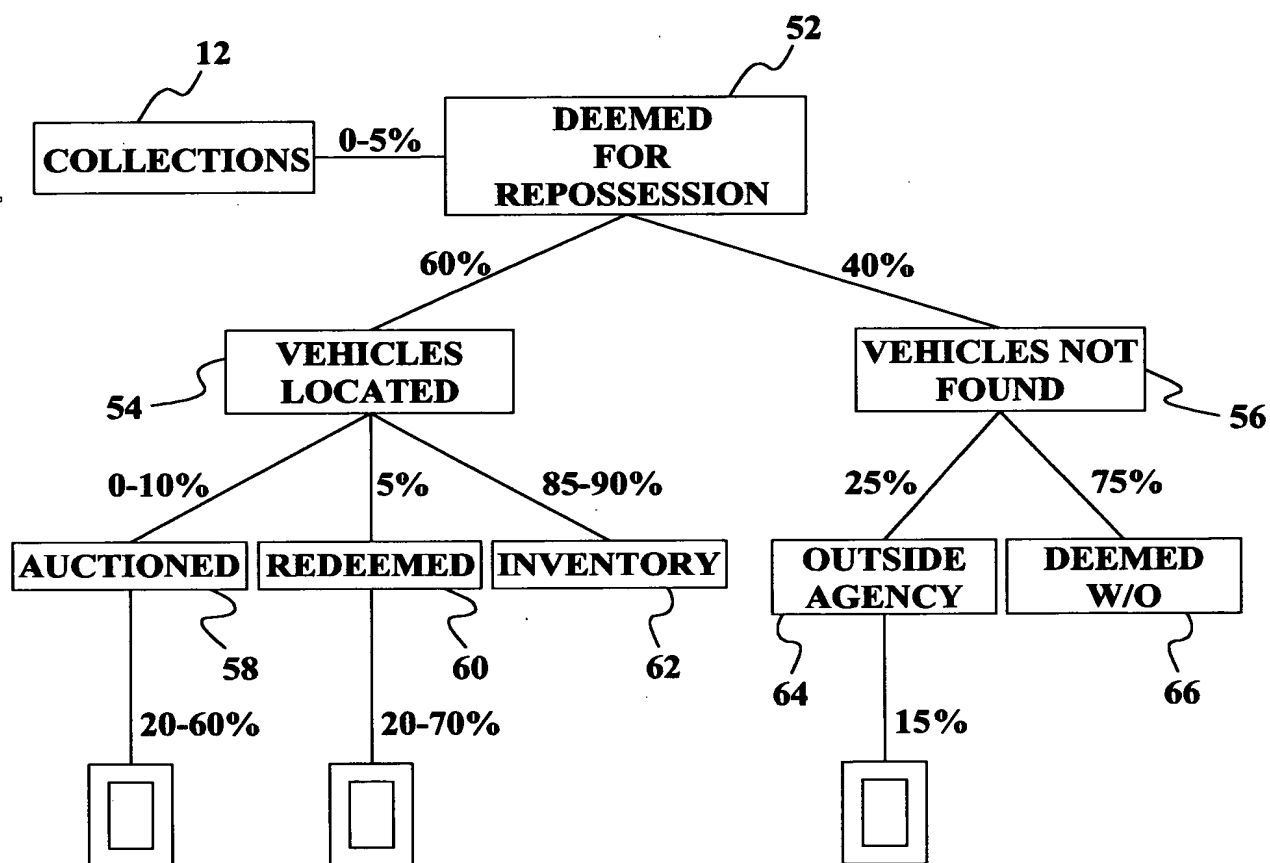 52
12
DEEMED
FOR
REPOSSESSION
0-5%
COLLECTIONS
60%
40%
VEHICLES
LOCATED
VEHICLES NOT
FOUND
54
56
0-10%
5%
85-90%
25%
75%
AUCTIONED
REDEEMED
INVENTORY
OUTSIDE
AGENCY
DEEMED
W/O
58
60
62
64
66
20-60%
20-70%
15%